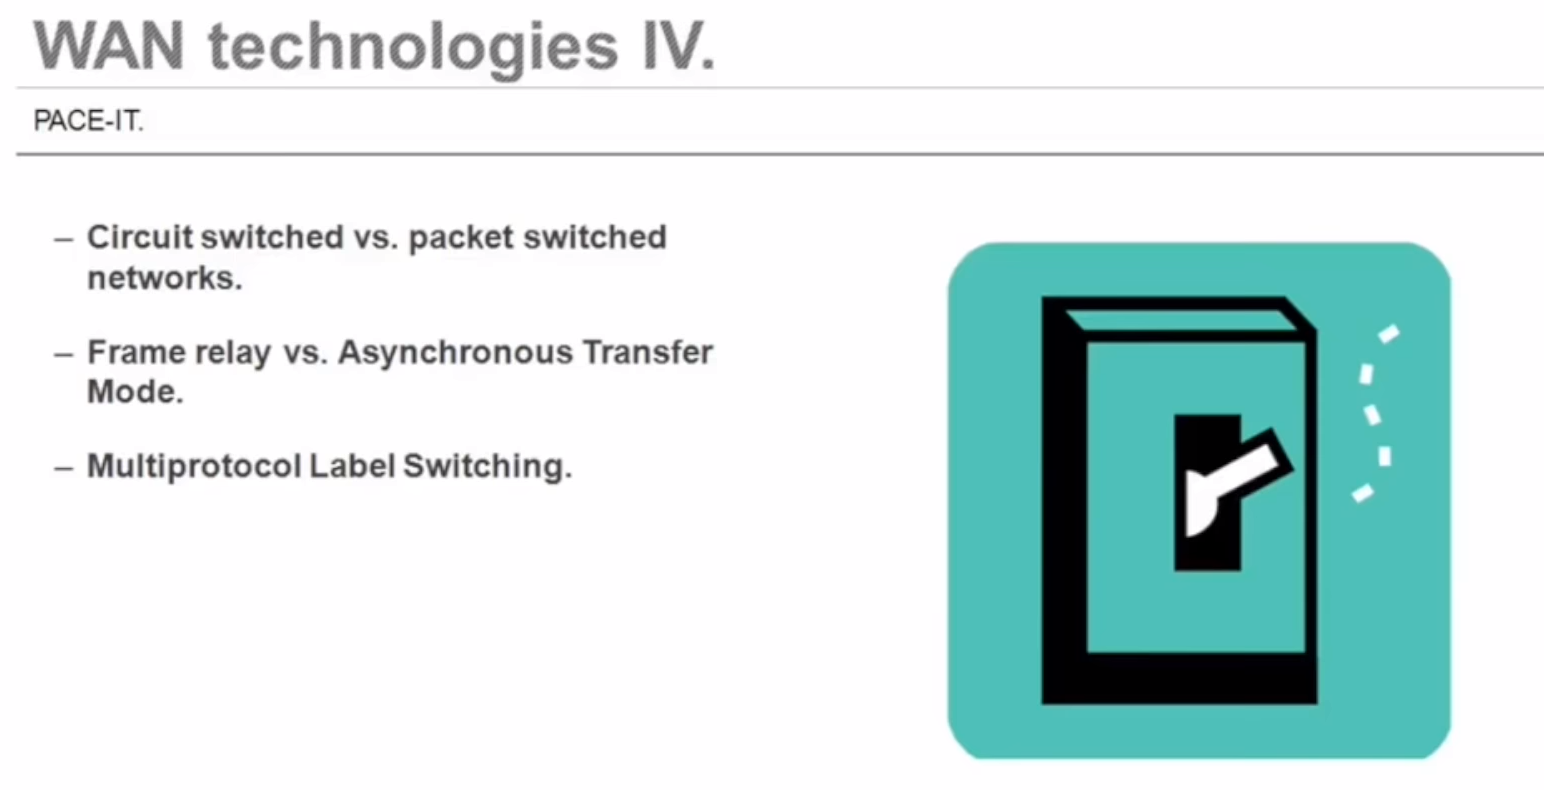 WAN technologies IV.
PACE-IT.
– Circuit switched vs. packet switched
networks.
– Frame relay vs. Asynchronous Transfer
Mode.
– Multiprotocol Label Switching.